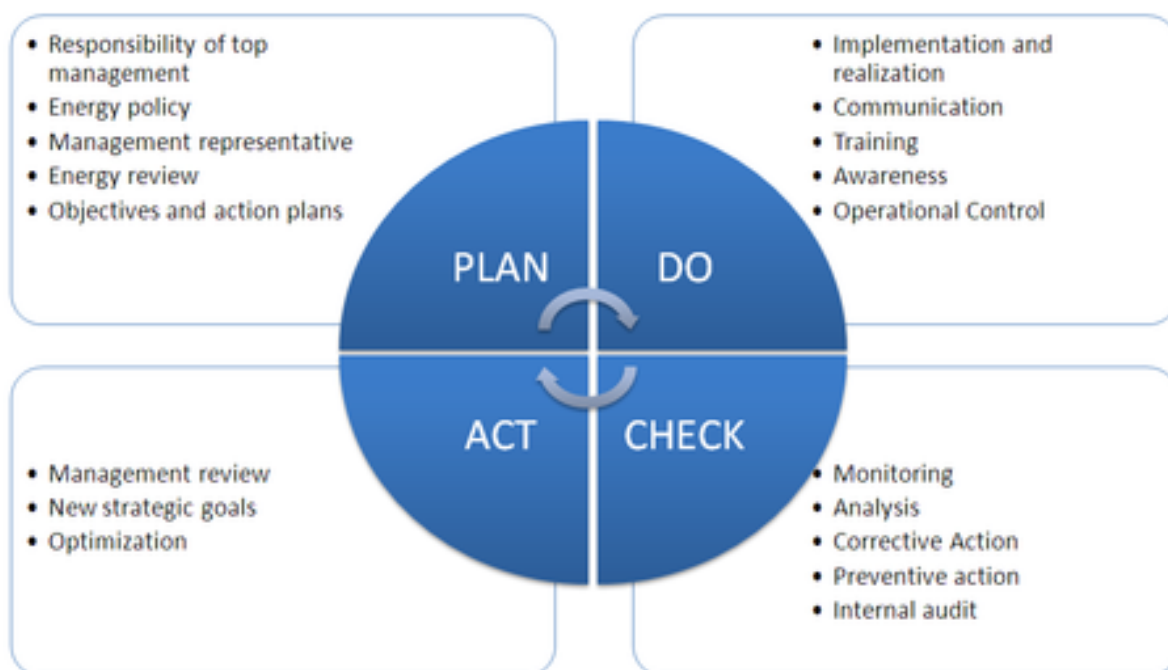 • Responsibility of top
management
• Energy policy
• Management representative
• Energy review
• Objectives and action plans
• Implementation and
realization
• Communication
• Training
• Awareness
• Operational Control
PLAN
DO
ACT
CHECK
• Management review
• New strategic goals
• Optimization
• Monitoring
• Analysis
• Corrective Action
• Preventive action
• Internal audit